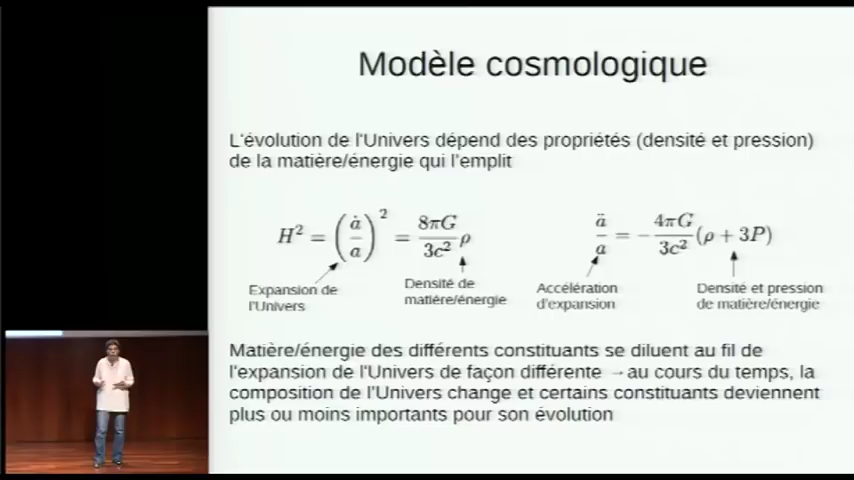 Modèle cosmologique
L'évolution de l'Univers dépend des propriétés (densité et pression)
de la matière/énergie qui l'emplit
H² = (ȧ/a)² = 8πG/3c² ρ
ä/a = −4πG/3c² (ρ + 3P)
Expansion de
l'Univers
Densité de
matière/énergie
Accélération
d'expansion
Densité et pression
de matière/énergie
Matière/énergie des différents constituants se diluent au fil de
l'expansion de l'Univers de façon différente →au cours du temps, la
composition de l'Univers change et certains constituants deviennent
plus ou moins importants pour son évolution